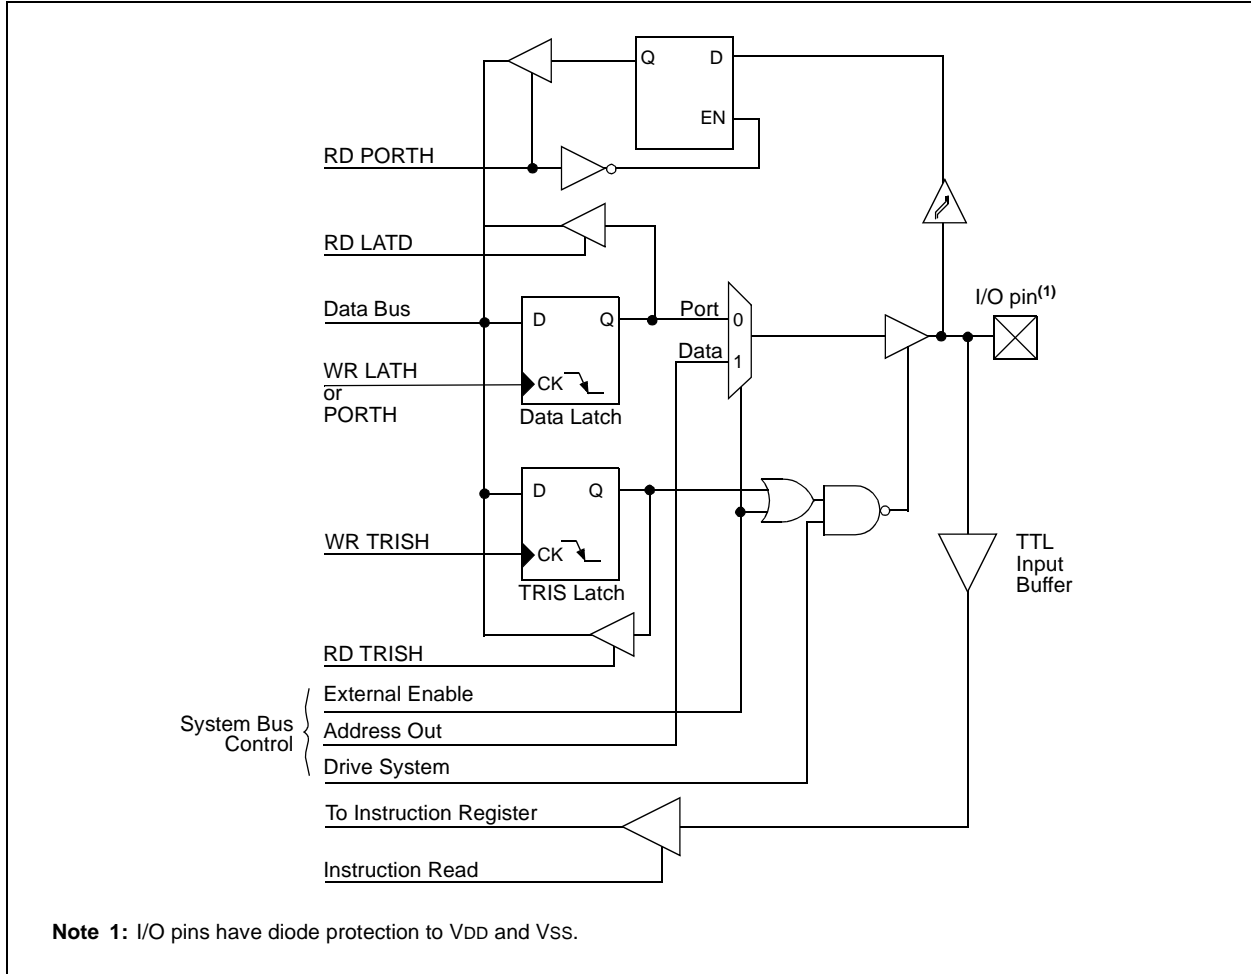 Q D
EN
RD PORTH
RD LATD
I/O pin(1)
Data Bus
D Q
Port
0
Data
1
WR LATH
or
PORTH
CK
Data Latch
D Q
WR TRISH
CK
TRIS Latch
TTL
Input
Buffer
RD TRISH
External Enable
System Bus
Control
Address Out
Drive System
To Instruction Register
Instruction Read
Note 1: I/O pins have diode protection to VDD and VSS.